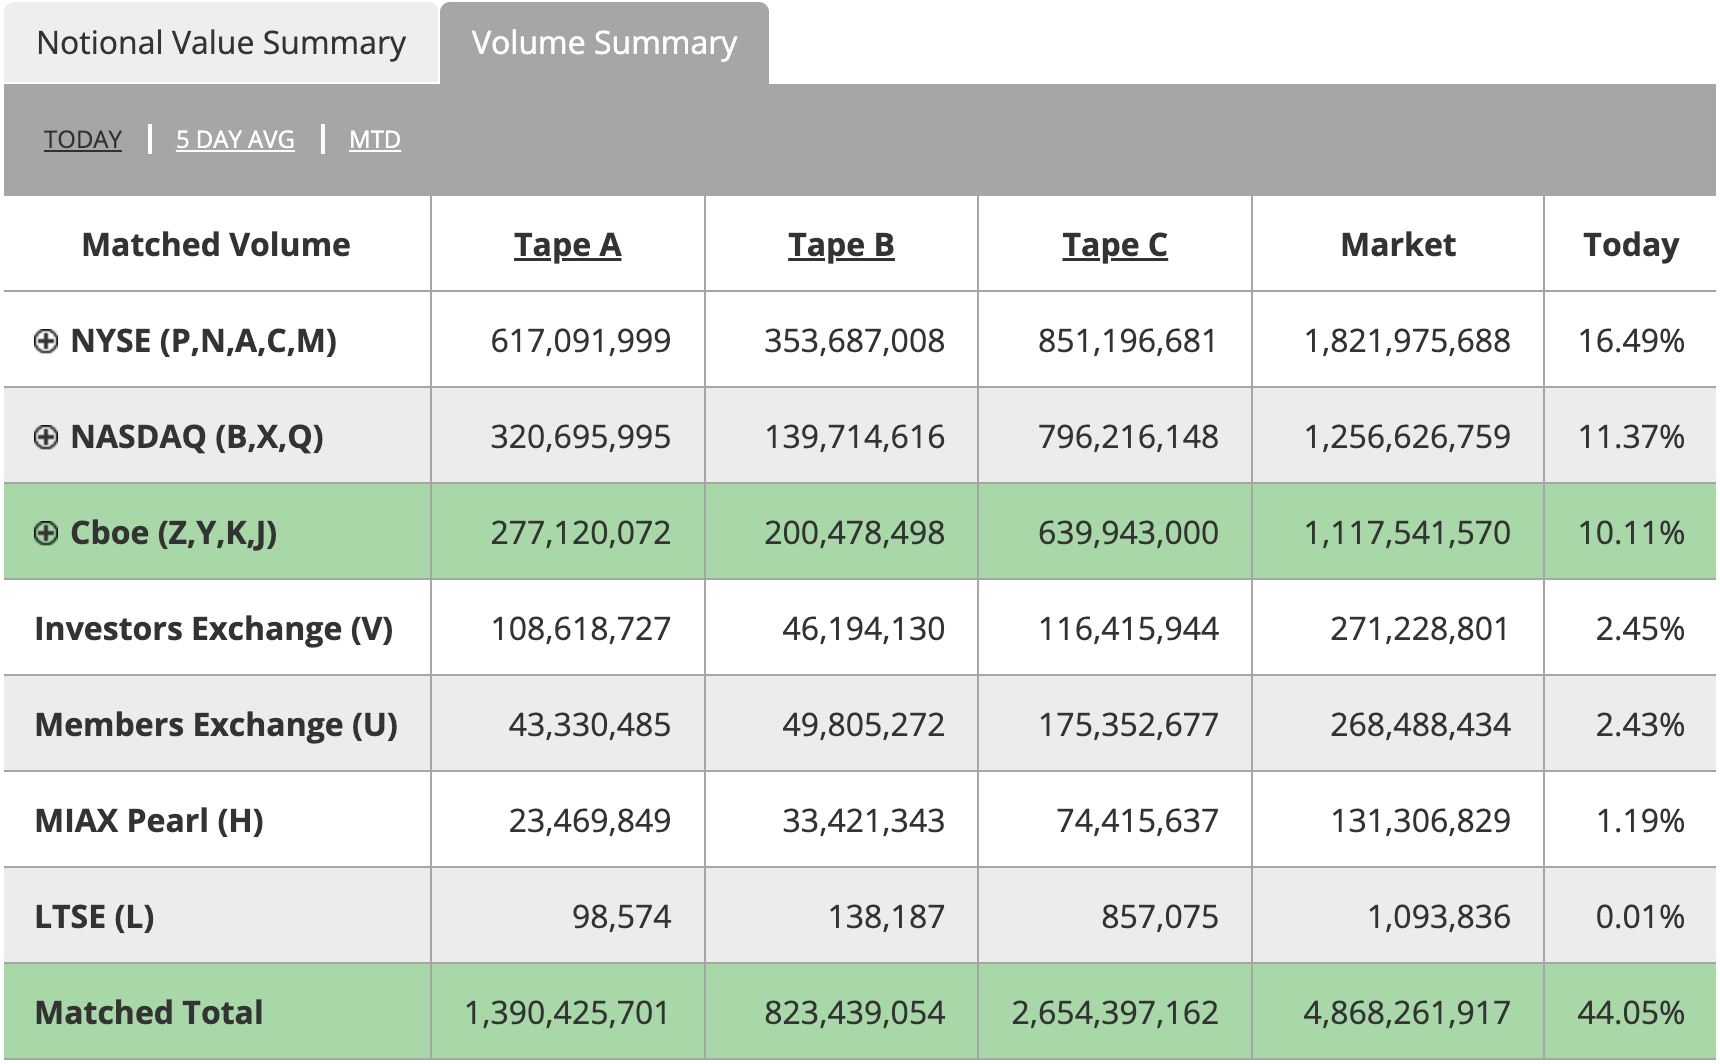 Notional Value Summary Volume Summary
TODAY | 5 DAY AVG | MTD
Matched Volume Tape A Tape B Tape C Market Today
NYSE (P,N,A,C,M) 617,091,999 353,687,008 851,196,681 1,821,975,688 16.49%
NASDAQ (B,X,Q) 320,695,995 139,714,616 796,216,148 1,256,626,759 11.37%
Cboe (Z,Y,K,J) 277,120,072 200,478,498 639,943,000 1,117,541,570 10.11%
Investors Exchange (V) 108,618,727 46,194,130 116,415,944 271,228,801 2.45%
Members Exchange (U) 43,330,485 49,805,272 175,352,677 268,488,434 2.43%
MIAX Pearl (H) 23,469,849 33,421,343 74,415,637 131,306,829 1.19%
LTSE (L) 98,574 138,187 857,075 1,093,836 0.01%
Matched Total 1,390,425,701 823,439,054 2,654,397,162 4,868,261,917 44.05%